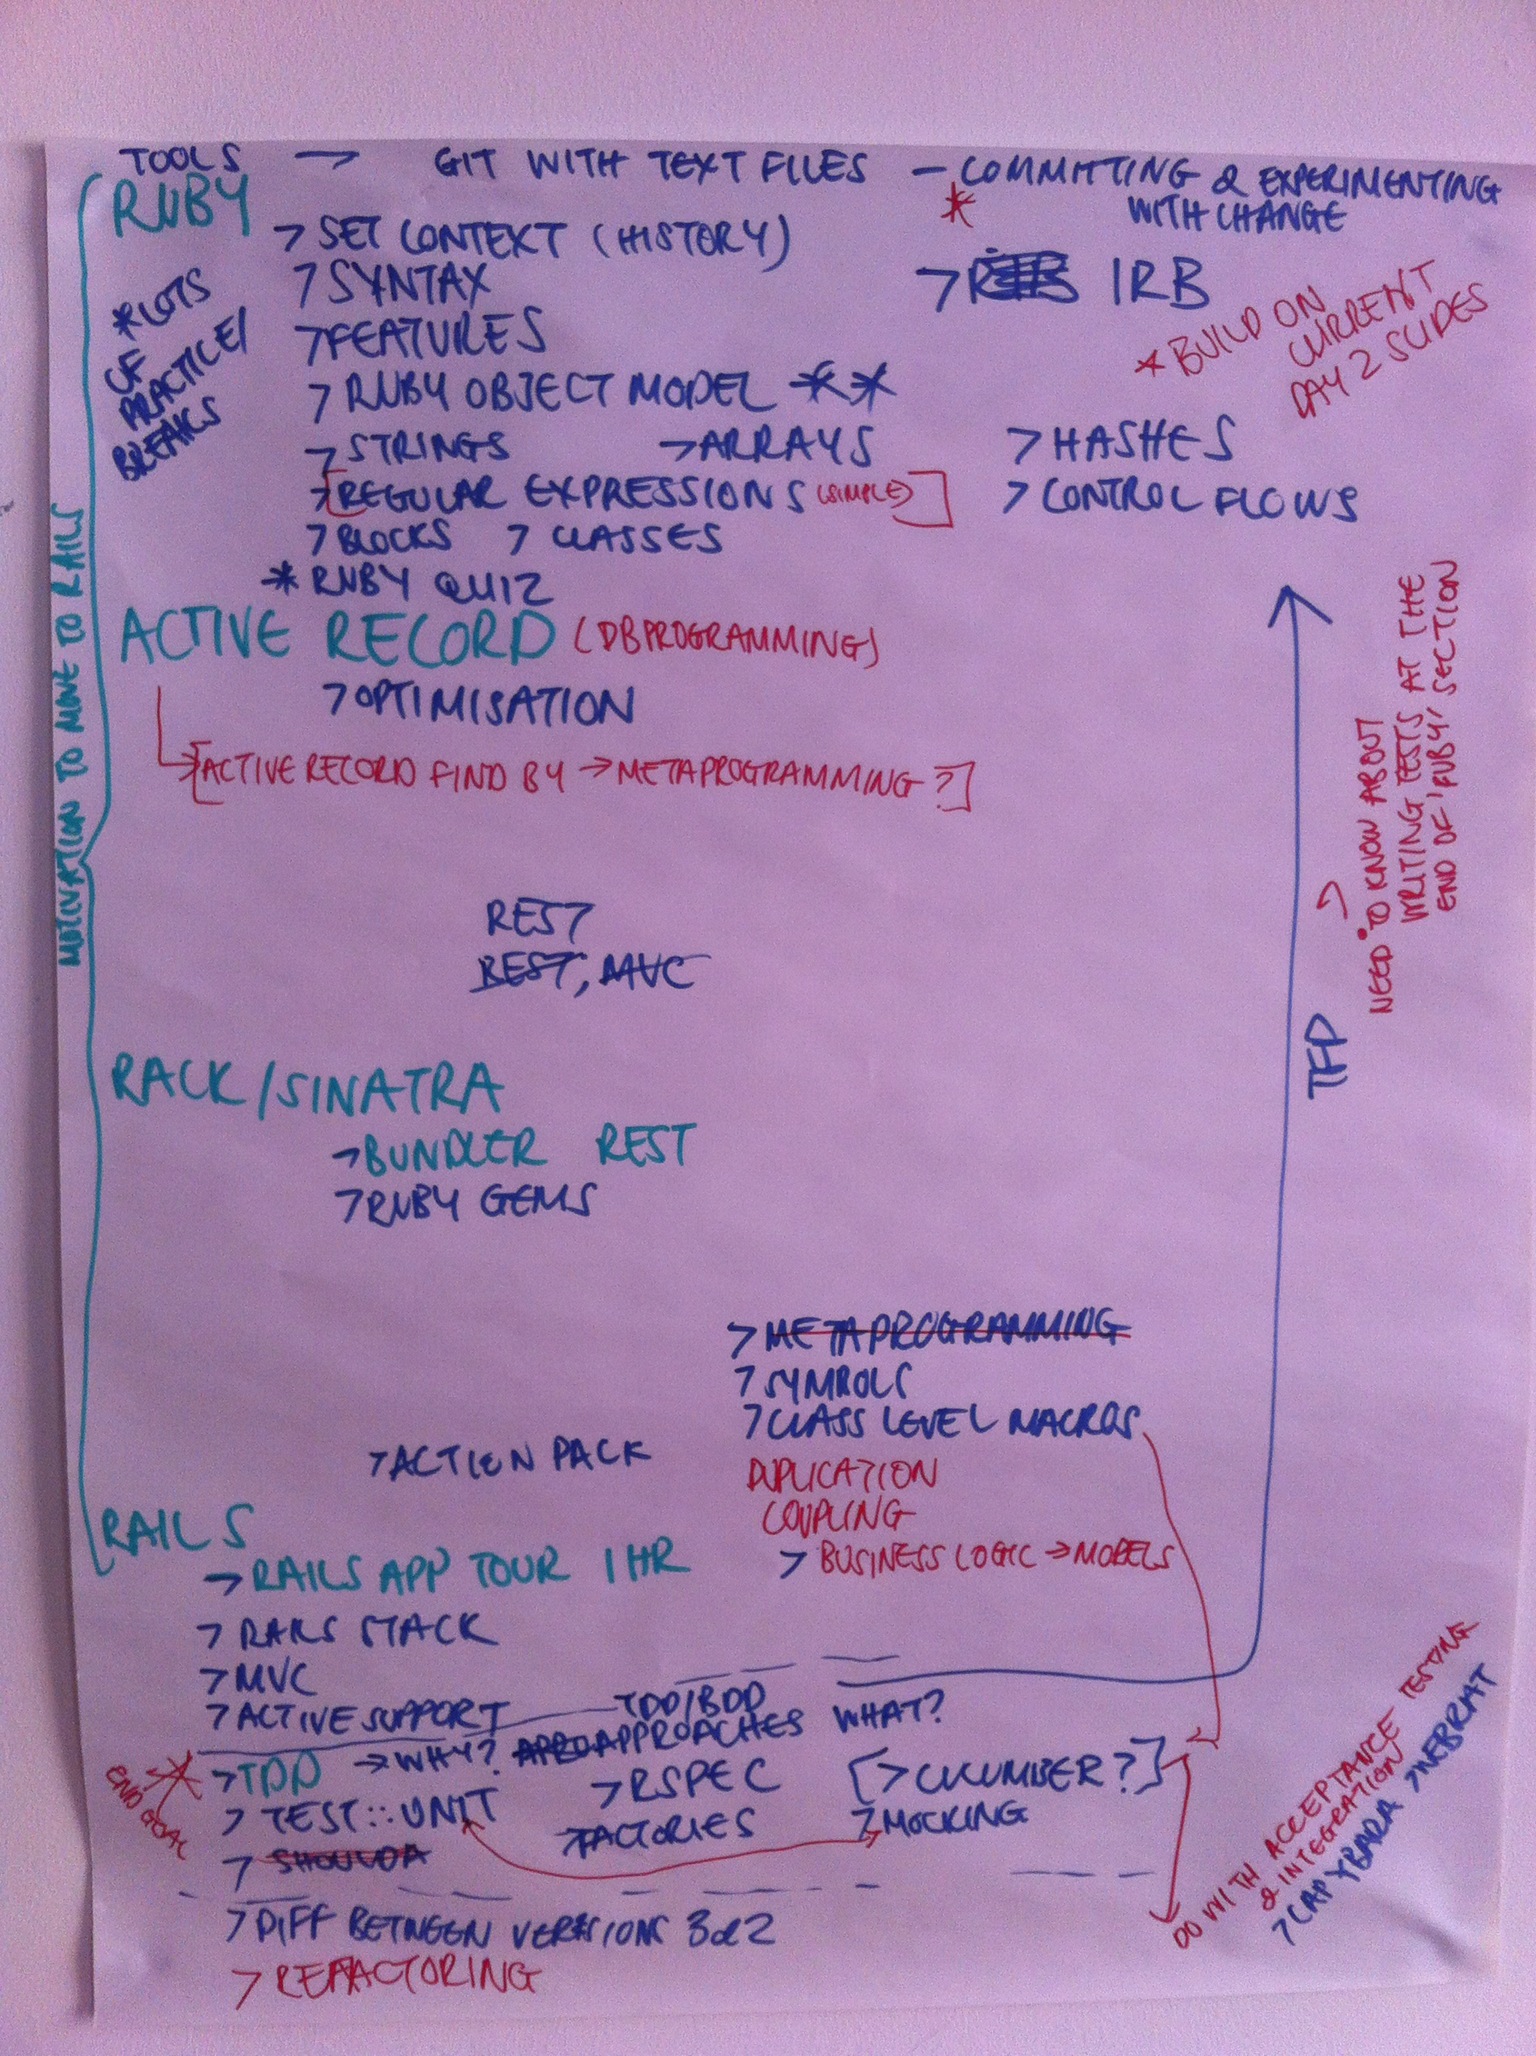 TOOLS → GIT WITH TEXT FILES – COMMITTING & EXPERIMENTING
WITH CHANGE
*
RUBY
> SET CONTEXT (HISTORY)
> SYNTAX
> IRB
> FEATURES
* BUILD ON
CURRENT
DAY 2 SLIDES
* LOTS
OF
PRACTICE/
BREAKS
> RUBY OBJECT MODEL **
> STRINGS > ARRAYS > HASHES
[> REGULAR EXPRESSIONS (SIMPLE)] > CONTROL FLOWS
> BLOCKS > CLASSES
* RUBY QUIZ
MOTIVATION TO MOVE TO RAILS
ACTIVE RECORD (DB PROGRAMMING)
> OPTIMISATION
→ [ACTIVE RECORD FIND BY → METAPROGRAMMING?]
NEED TO KNOW ABOUT
WRITING TESTS AT THE
END OF 'RUBY' SECTION
REST
REST, MVC
RACK/SINATRA
> BUNDLER REST
> RUBY GEMS
> METAPROGRAMMING
> SYMBOLS
> CLASS LEVEL MACROS
> ACTION PACK
DUPLICATION
COUPLING
> BUSINESS LOGIC → MODELS
RAILS
> RAILS APP TOUR 1 HR
> RAILS STACK
> MVC
> ACTIVE SUPPORT
TDD/BDD
> TDD → WHY? APPROACHES WHAT?
* END GOAL
> TEST::UNIT > RSPEC [> CUCUMBER?]
> SHOULDA > FACTORIES > MOCKING
DO WITH ACCEPTANCE TESTING
& INTEGRATION
> CAPYBARA > WEBRAT
> DIFF BETWEEN VERSIONS 3 & 2
> REFACTORING